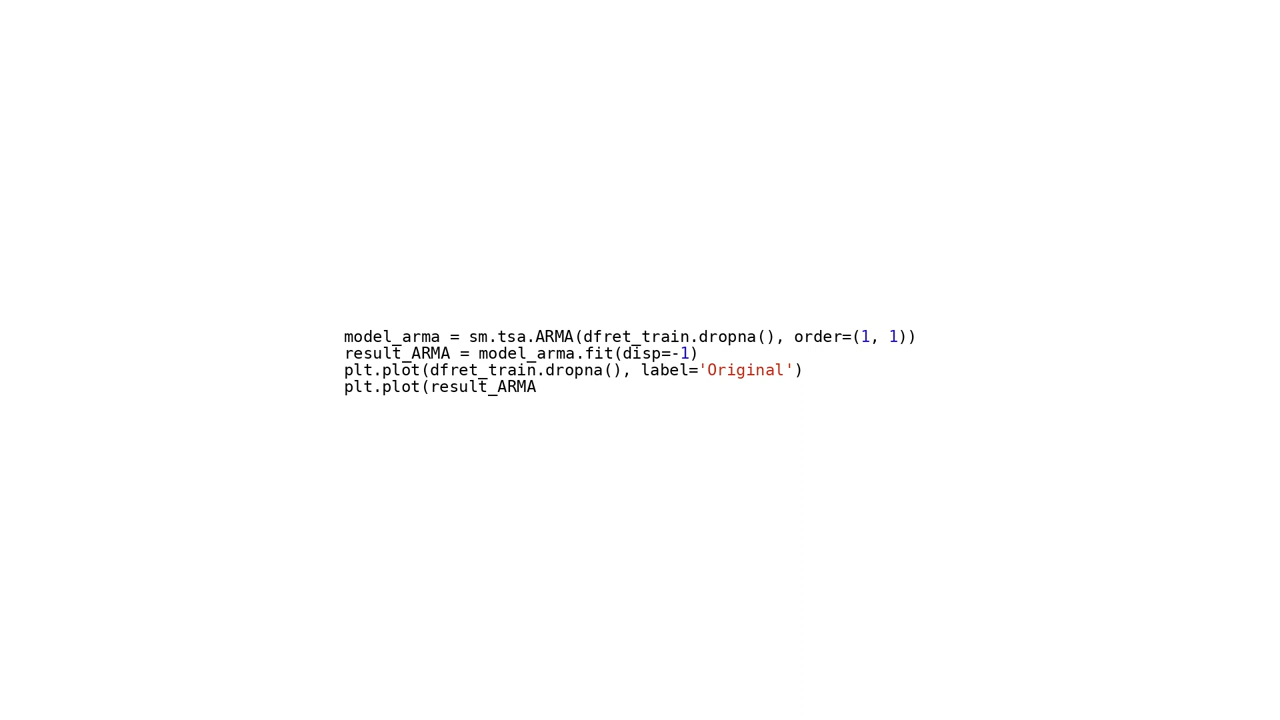 model_arma = sm.tsa.ARMA(dfret_train.dropna(), order=(1, 1))
result_ARMA = model_arma.fit(disp=-1)
plt.plot(dfret_train.dropna(), label='Original')
plt.plot(result_ARMA